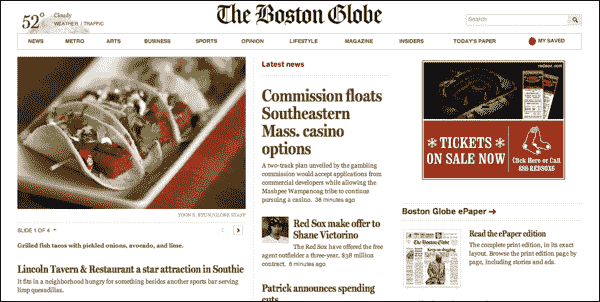 52° Cloudy
WEATHER / TRAFFIC
The Boston Globe
Search
NEWS METRO ARTS BUSINESS SPORTS OPINION LIFESTYLE MAGAZINE INSIDERS TODAY'S PAPER MY SAVED
YOON S. BYUN/GLOBE STAFF
SLIDE 1 OF 4
Grilled fish tacos with pickled onions, avocado, and lime.
Lincoln Tavern & Restaurant a star attraction in Southie
It fits in a neighborhood hungry for something besides another sports bar serving
limp quesadillas.
Latest news
Commission floats
Southeastern
Mass. casino
options
A two-track plan unveiled by the gambling
commission would accept applications from
commercial developers while allowing the
Mashpee Wampanoag tribe to continue
pursuing a casino. 38 minutes ago
Red Sox make offer to
Shane Victorino
The Red Sox have offered the free
agent outfielder a three-year, $38 million
contract. 8 minutes ago
Patrick announces
redsox.com
TICKETS
ON SALE NOW
Click Here or Call
888-REDSOX6
Boston Globe ePaper
The Boston Globe
Read the ePaper edition
The complete print edition, in its exact
layout. Browse the print edition page by
page, including stories and ads.